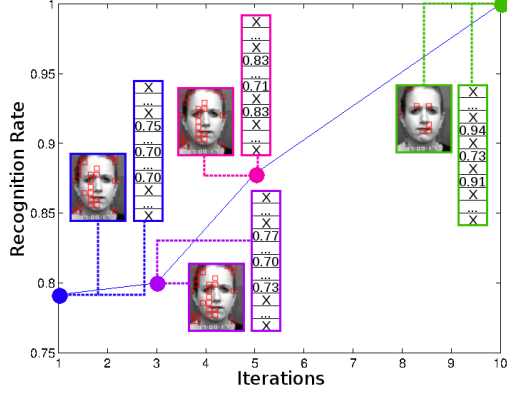 Recognition Rate
1
0.95
0.9
0.85
0.8
0.75
X
...
X
0.75
...
0.70
...
0.70
X
...
X
X
...
X
0.83
...
0.71
...
0.83
X
...
X
X
...
X
0.77
...
0.70
...
0.73
X
...
X
X
...
X
0.94
...
0.73
...
0.91
X
...
X
1 2 3 4 5 6 7 8 9 10
Iterations